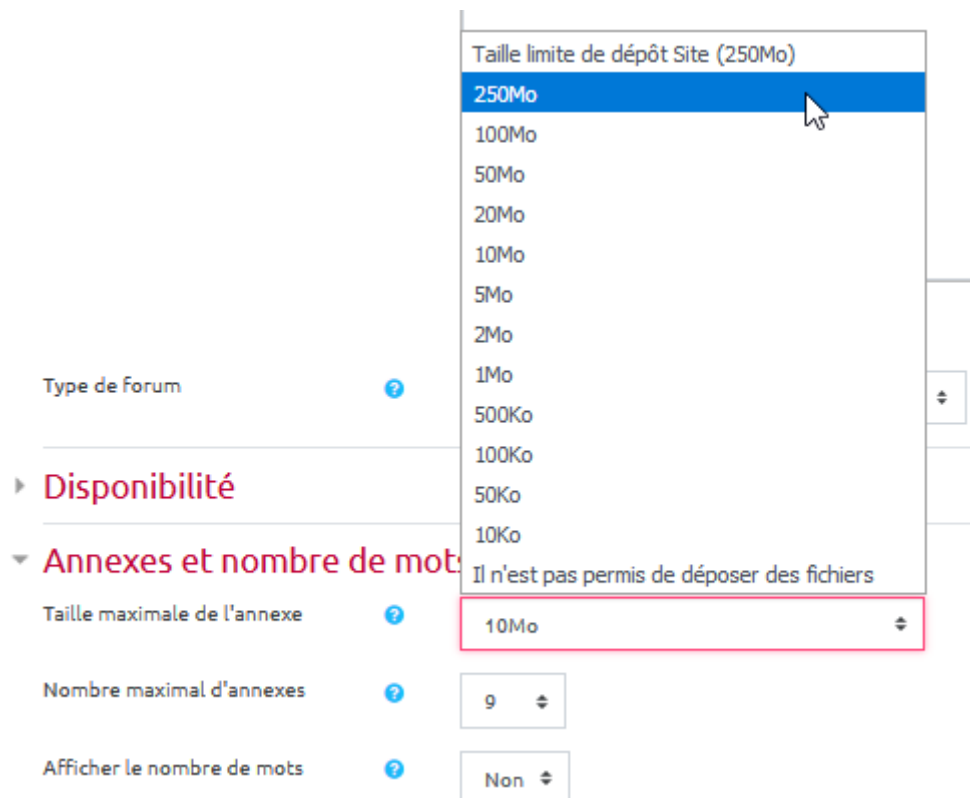 Taille limite de dépôt Site (250Mo)
250Mo
100Mo
50Mo
20Mo
10Mo
5Mo
2Mo
1Mo
500Ko
100Ko
50Ko
10Ko
Il n'est pas permis de déposer des fichiers
Type de forum
Disponibilité
Annexes et nombre de mots
Taille maximale de l'annexe
10Mo
Nombre maximal d'annexes
9
Afficher le nombre de mots
Non